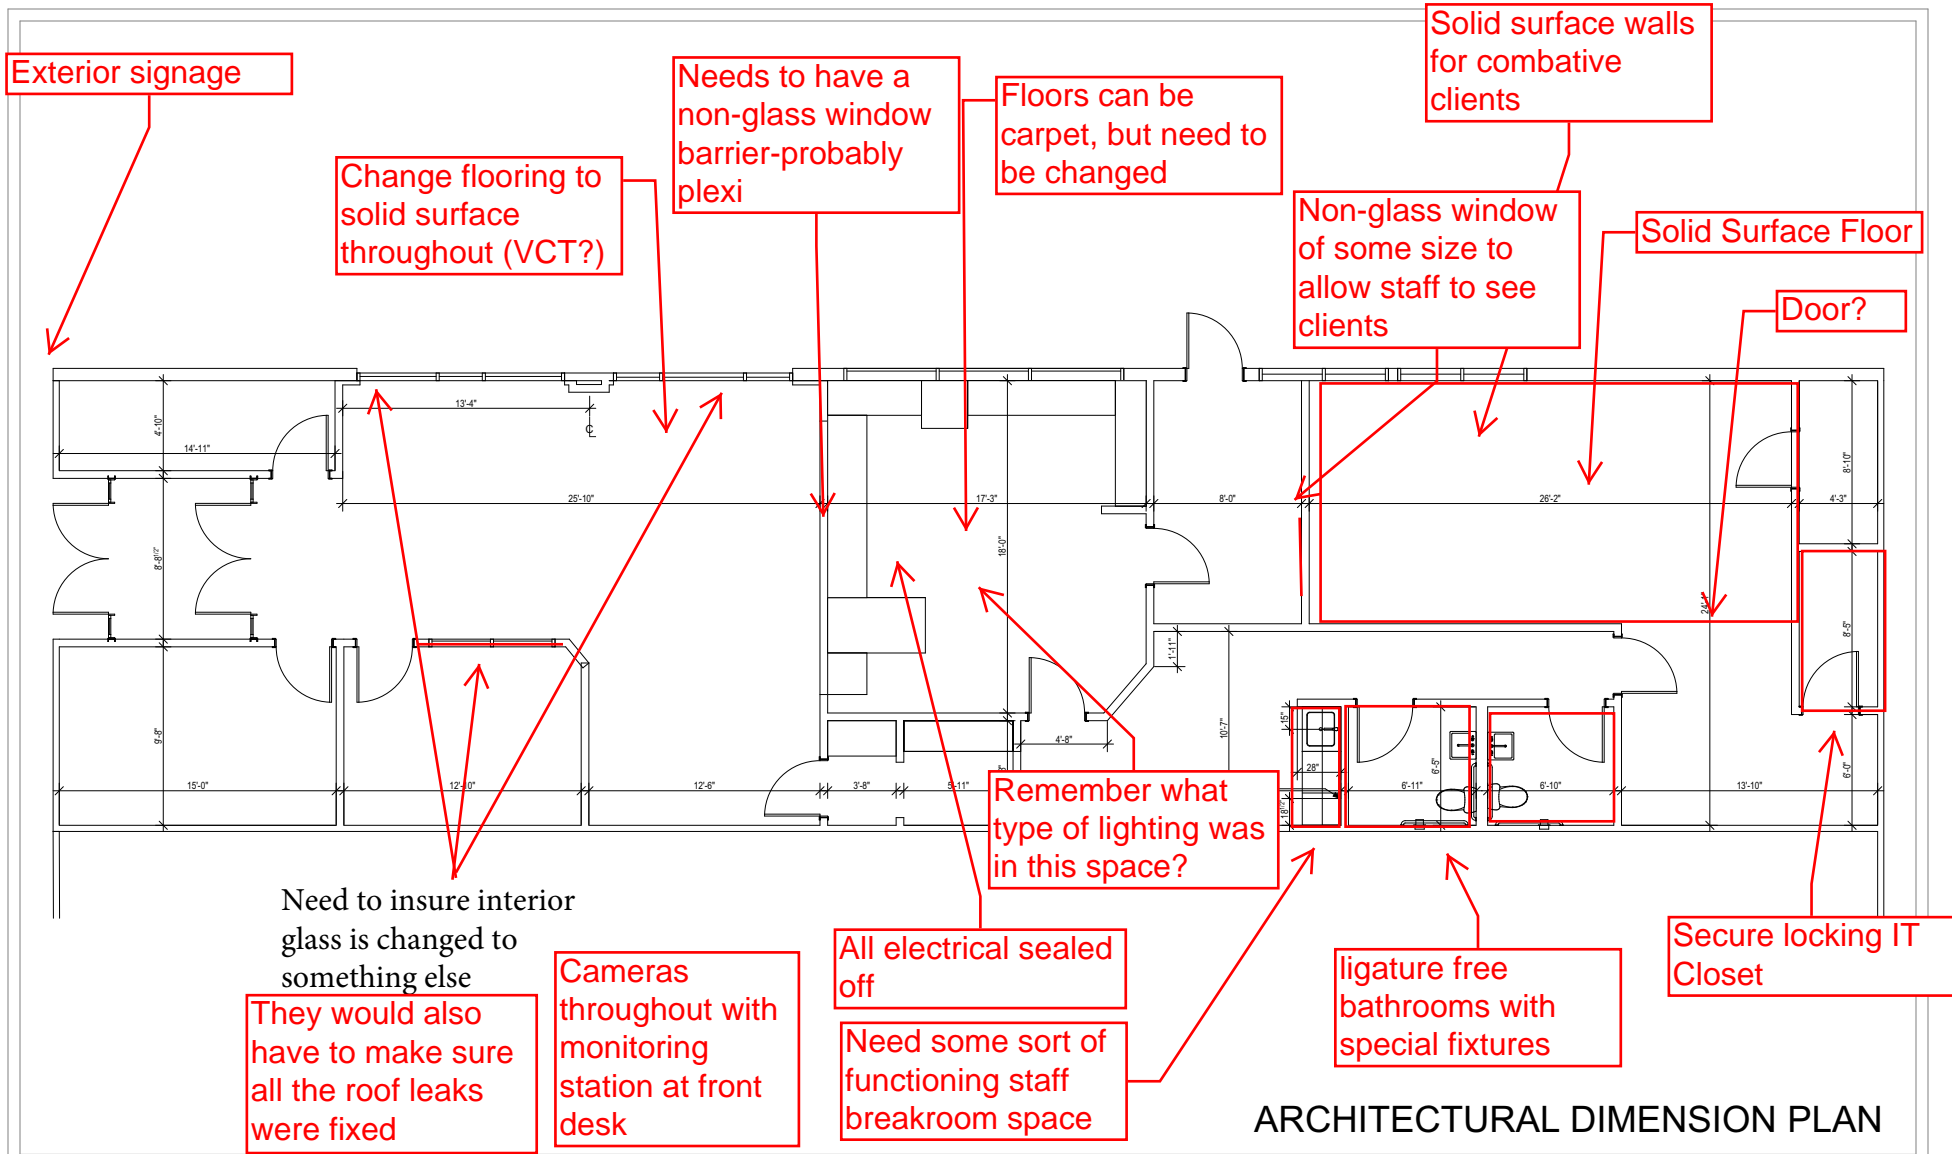 Exterior signage
Change flooring to
solid surface
throughout (VCT?)
Needs to have a
non-glass window
barrier-probably
plexi
Floors can be
carpet, but need to
be changed
Solid surface walls
for combative
clients
Non-glass window
of some size to
allow staff to see
clients
Solid Surface Floor
Door?
13'-4"
4'-10"
14'-11"
25'-10"
17'-3"
8'-0"
26'-2"
4'-3"
8'-10"
8'-8 1/2"
18'-0"
24'-1"
8'-5"
1'-11"
10'-7"
9'-8"
15'-0"
12'-10"
12'-6"
3'-8"
5'-11"
4'-8"
15"
28"
18 1/2"
6'-5"
6'-11"
6'-10"
13'-10"
6'-0"
Remember what
type of lighting was
in this space?
Need to insure interior
glass is changed to
something else
They would also
have to make sure
all the roof leaks
were fixed
Cameras
throughout with
monitoring
station at front
desk
All electrical sealed
off
Need some sort of
functioning staff
breakroom space
ligature free
bathrooms with
special fixtures
Secure locking IT
Closet
ARCHITECTURAL DIMENSION PLAN